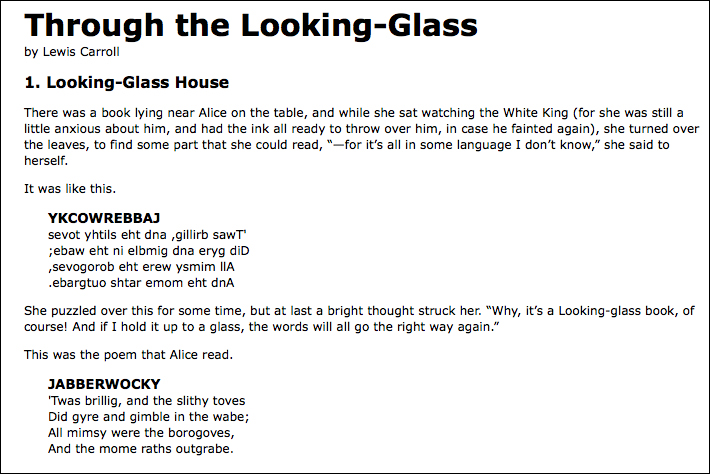 Through the Looking-Glass
by Lewis Carroll
1. Looking-Glass House
There was a book lying near Alice on the table, and while she sat watching the White King (for she was still a
little anxious about him, and had the ink all ready to throw over him, in case he fainted again), she turned over
the leaves, to find some part that she could read, “—for it’s all in some language I don’t know,” she said to
herself.
It was like this.
YKCOWREBBAJ
sevot yhtils eht dna ,gillirb sawT'
;ebaw eht ni elbmig dna eryg diD
,sevogorob eht erew ysmim llA
.ebargtuo shtar emom eht dnA
She puzzled over this for some time, but at last a bright thought struck her. “Why, it’s a Looking-glass book, of
course! And if I hold it up to a glass, the words will all go the right way again.”
This was the poem that Alice read.
JABBERWOCKY
'Twas brillig, and the slithy toves
Did gyre and gimble in the wabe;
All mimsy were the borogoves,
And the mome raths outgrabe.